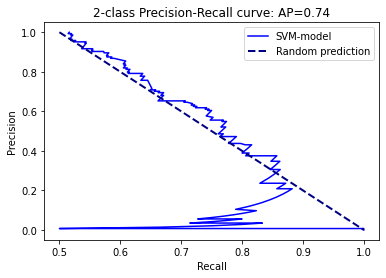 2-class Precision-Recall curve: AP=0.74
SVM-model
Random prediction
Precision
1.0
0.8
0.6
0.4
0.2
0.0
0.5 0.6 0.7 0.8 0.9 1.0
Recall